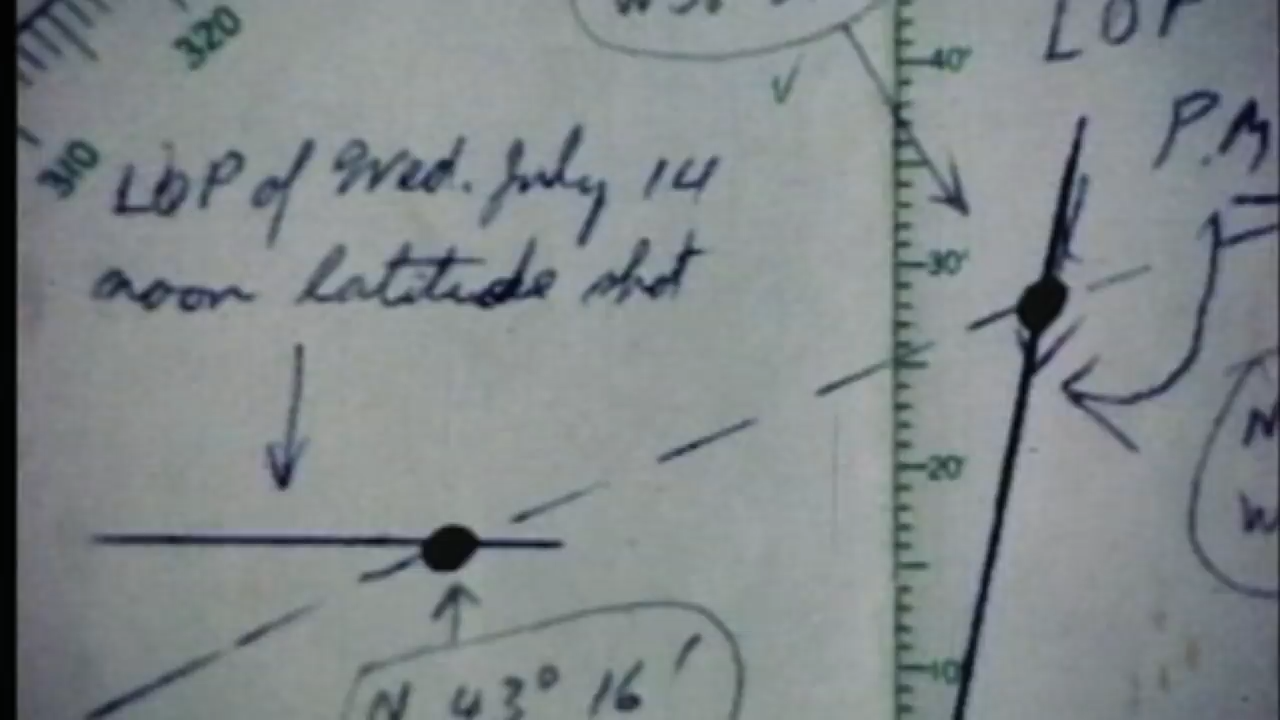 320
310
40'
LOP
P.M
LOP of Wed. July 14
noon latitude shot
30'
20'
N 43° 16'
10'
N
W